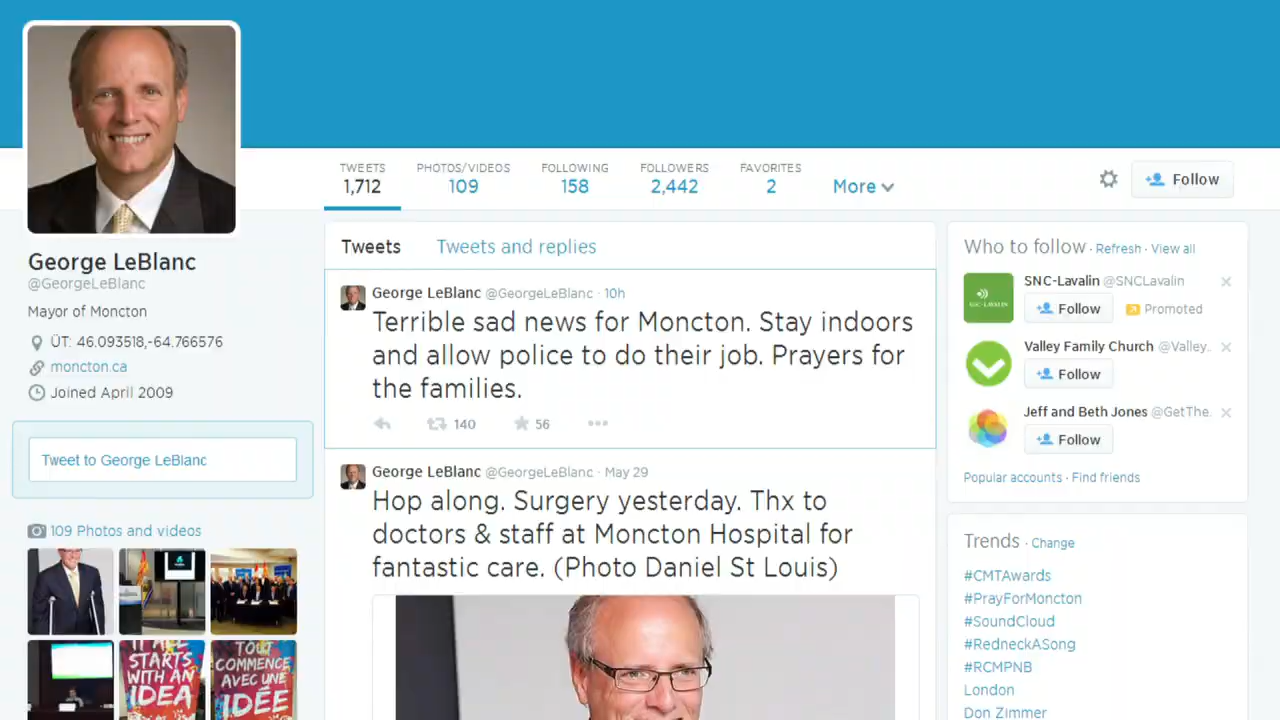 TWEETS
1,712
PHOTOS/VIDEOS
109
FOLLOWING
158
FOLLOWERS
2,442
FAVORITES
2
More
Follow
George LeBlanc
@GeorgeLeBlanc
Mayor of Moncton
ÜT: 46.093518,-64.766576
moncton.ca
Joined April 2009
Tweet to George LeBlanc
109 Photos and videos
IT ALL
STARTS
WITH AN
IDEA
TOUT
COMMENCE
AVEC UNE
IDÉE
Tweets
Tweets and replies
George LeBlanc @GeorgeLeBlanc · 10h
Terrible sad news for Moncton. Stay indoors
and allow police to do their job. Prayers for
the families.
140
56
George LeBlanc @GeorgeLeBlanc · May 29
Hop along. Surgery yesterday. Thx to
doctors & staff at Moncton Hospital for
fantastic care. (Photo Daniel St Louis)
Who to follow · Refresh · View all
SNC-Lavalin @SNCLavalin
SNC·LAVALIN
Follow
Promoted
Valley Family Church @Valley.
Follow
Jeff and Beth Jones @GetThe.
Follow
Popular accounts · Find friends
Trends · Change
#CMTAwards
#PrayForMoncton
#SoundCloud
#RedneckASong
#RCMPNB
London
Don Zimmer